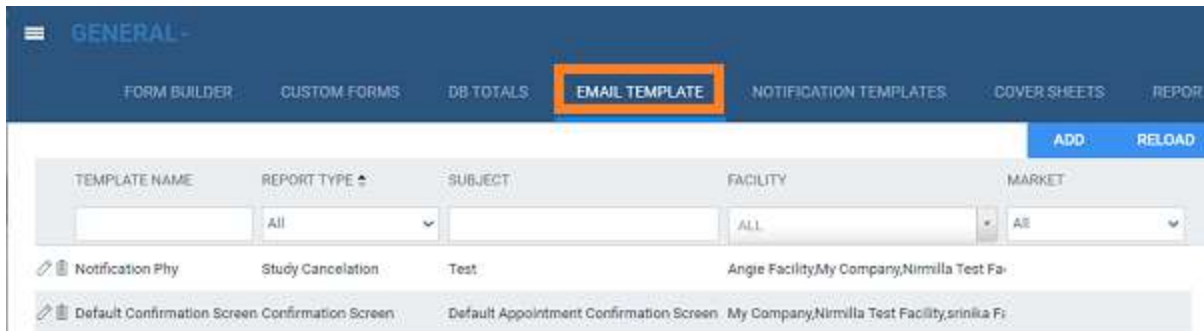 GENERAL-
FORM BUILDER CUSTOM FORMS DB TOTALS EMAIL TEMPLATE NOTIFICATION TEMPLATES COVER SHEETS REPOR
ADD RELOAD
TEMPLATE NAME REPORT TYPE SUBJECT FACILITY MARKET
All ALL All
Notification Phy Study Cancelation Test Angie Facility,My Company,Nirmilla Test Fa
Default Confirmation Screen Confirmation Screen Default Appointment Confirmation Screen My Company,Nirmilla Test Facility,srinika Fa